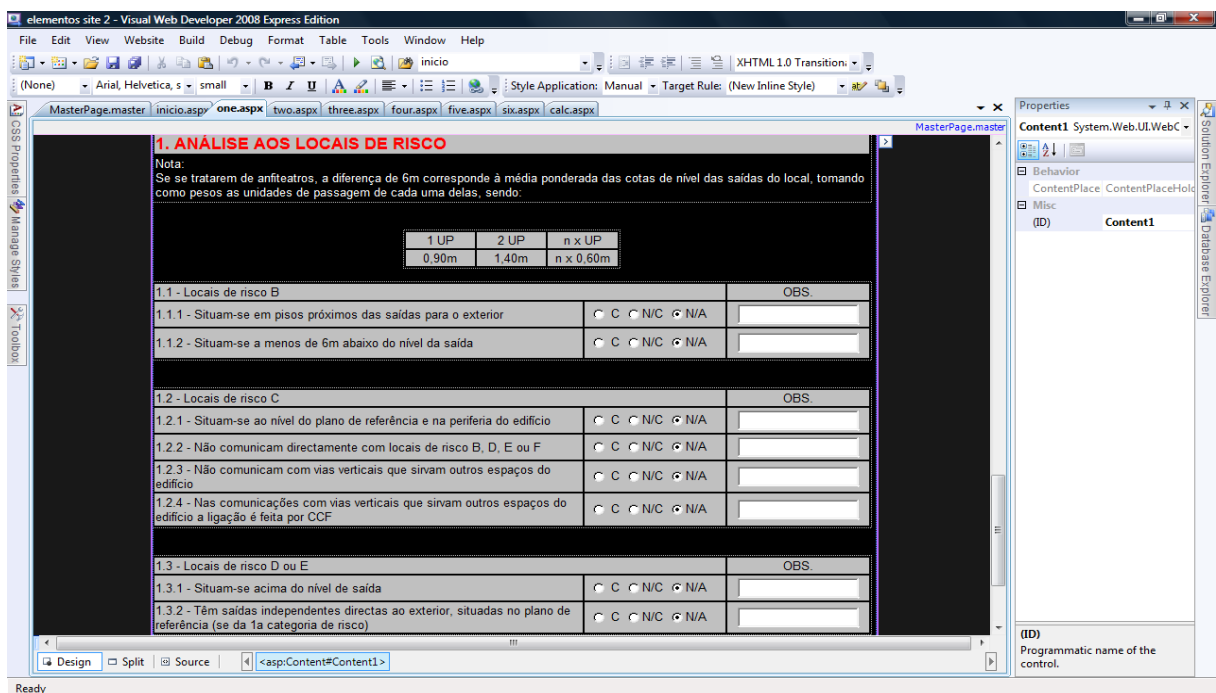 elementos site 2 - Visual Web Developer 2008 Express Edition
File Edit View Website Build Debug Format Table Tools Window Help
inicio XHTML 1.0 Transition:
(None) Arial, Helvetica, s small B I U A Style Application: Manual Target Rule: (New Inline Style)
MasterPage.master inicio.aspx one.aspx two.aspx three.aspx four.aspx five.aspx six.aspx calc.aspx
MasterPage.master
CSS Properties
Manage Styles
Toolbox
1. ANÁLISE AOS LOCAIS DE RISCO
Nota:
Se se tratarem de anfiteatros, a diferença de 6m corresponde à média ponderada das cotas de nível das saídas do local, tomando
como pesos as unidades de passagem de cada uma delas, sendo:
1 UP 2 UP n x UP
0,90m 1,40m n x 0,60m
1.1 - Locais de risco B OBS.
1.1.1 - Situam-se em pisos próximos das saídas para o exterior C N/C N/A
1.1.2 - Situam-se a menos de 6m abaixo do nível da saída C N/C N/A
1.2 - Locais de risco C OBS.
1.2.1 - Situam-se ao nível do plano de referência e na periferia do edifício C N/C N/A
1.2.2 - Não comunicam directamente com locais de risco B, D, E ou F C N/C N/A
1.2.3 - Não comunicam com vias verticais que sirvam outros espaços do
edifício C N/C N/A
1.2.4 - Nas comunicações com vias verticais que sirvam outros espaços do
edifício a ligação é feita por CCF C N/C N/A
1.3 - Locais de risco D ou E OBS.
1.3.1 - Situam-se acima do nível de saída C N/C N/A
1.3.2 - Têm saídas independentes directas ao exterior, situadas no plano de
referência (se da 1a categoria de risco) C N/C N/A
Design Split Source <asp:Content#Content1>
Ready
Properties
Content1 System.Web.UI.WebC
Behavior
ContentPlace ContentPlaceHold
Misc
(ID) Content1
(ID)
Programmatic name of the
control.
Solution Explorer
Database Explorer